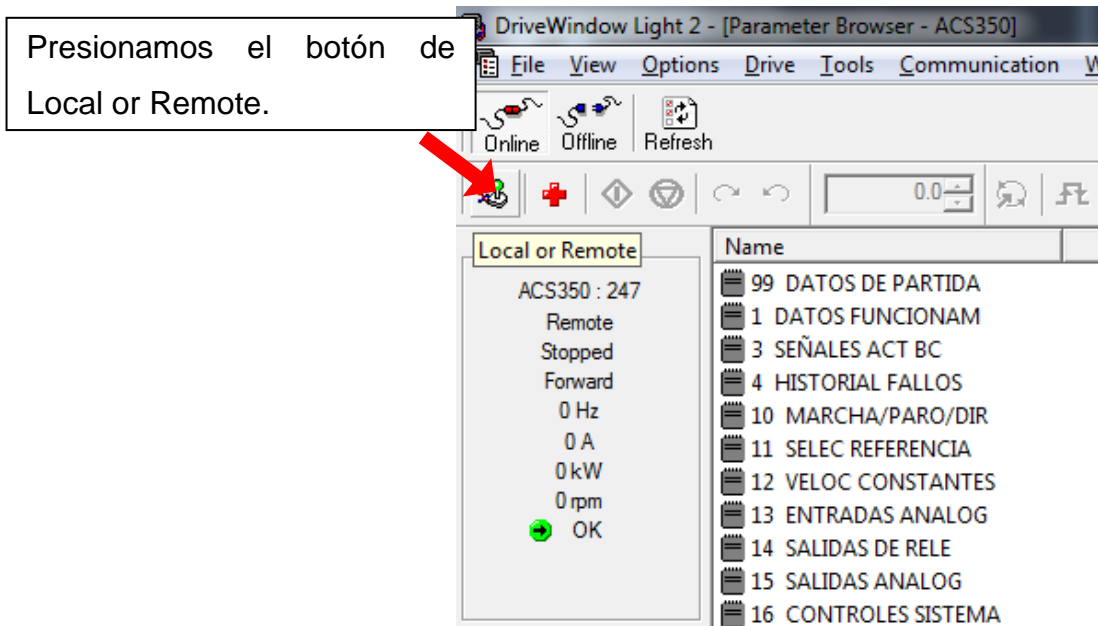 Presionamos el botón de
Local or Remote.
DriveWindow Light 2 - [Parameter Browser - ACS350]
File View Options Drive Tools Communication
Online Offline Refresh
0.0
Local or Remote
ACS350 : 247
Remote
Stopped
Forward
0 Hz
0 A
0 kW
0 rpm
OK
Name
99 DATOS DE PARTIDA
1 DATOS FUNCIONAM
3 SEÑALES ACT BC
4 HISTORIAL FALLOS
10 MARCHA/PARO/DIR
11 SELEC REFERENCIA
12 VELOC CONSTANTES
13 ENTRADAS ANALOG
14 SALIDAS DE RELE
15 SALIDAS ANALOG
16 CONTROLES SISTEMA